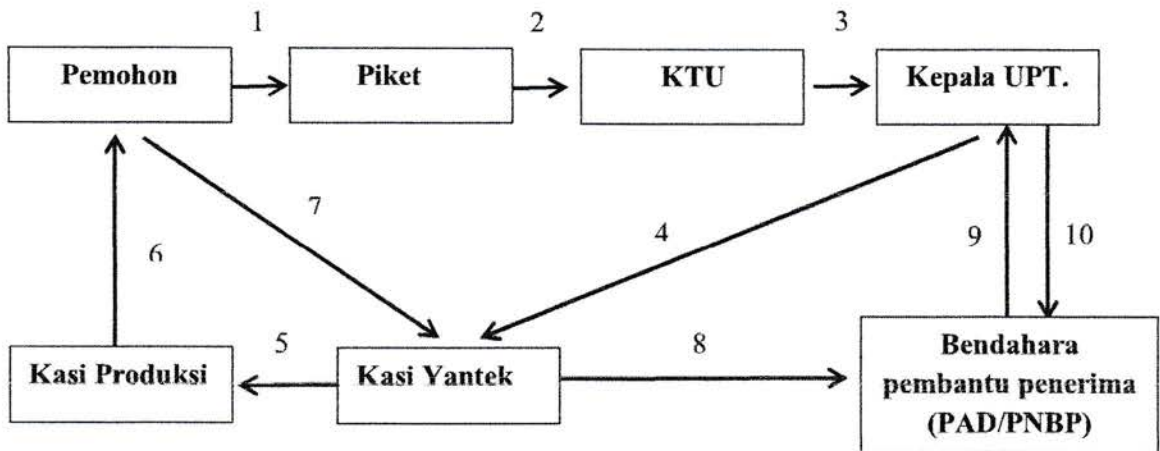 1 2 3
Pemohon Piket KTU Kepala UPT.
7 4 9 10
6
5 8
Kasi Produksi Kasi Yantek Bendahara
pembantu penerima
(PAD/PNBP)